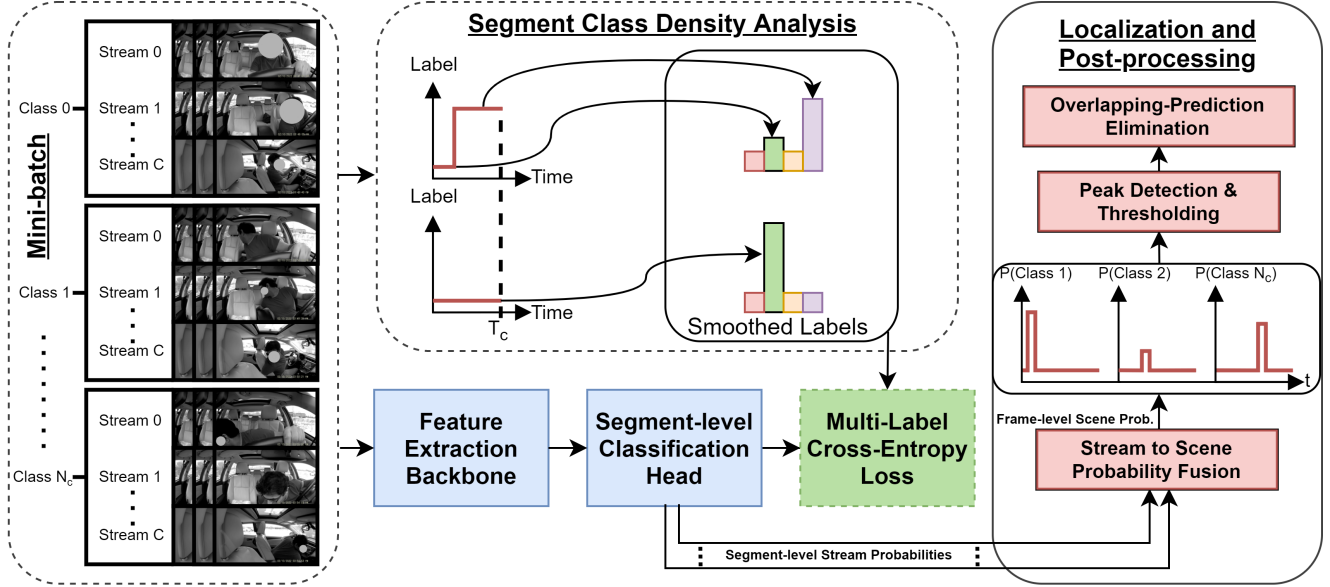 Mini-batch
Class 0
Stream 0
Stream 1
Stream C
Class 1
Stream 0
Stream 1
Stream C
Class N_c
Stream 0
Stream 1
Stream C
Segment Class Density Analysis
Label
Time
Label
Time
T_c
Smoothed Labels
Feature
Extraction
Backbone
Segment-level
Classification
Head
Multi-Label
Cross-Entropy
Loss
Segment-level Stream Probabilities
Localization and
Post-processing
Overlapping-Prediction
Elimination
Peak Detection &
Thresholding
P(Class 1)
P(Class 2)
P(Class N_c)
t
Frame-level Scene Prob.
Stream to Scene
Probability Fusion